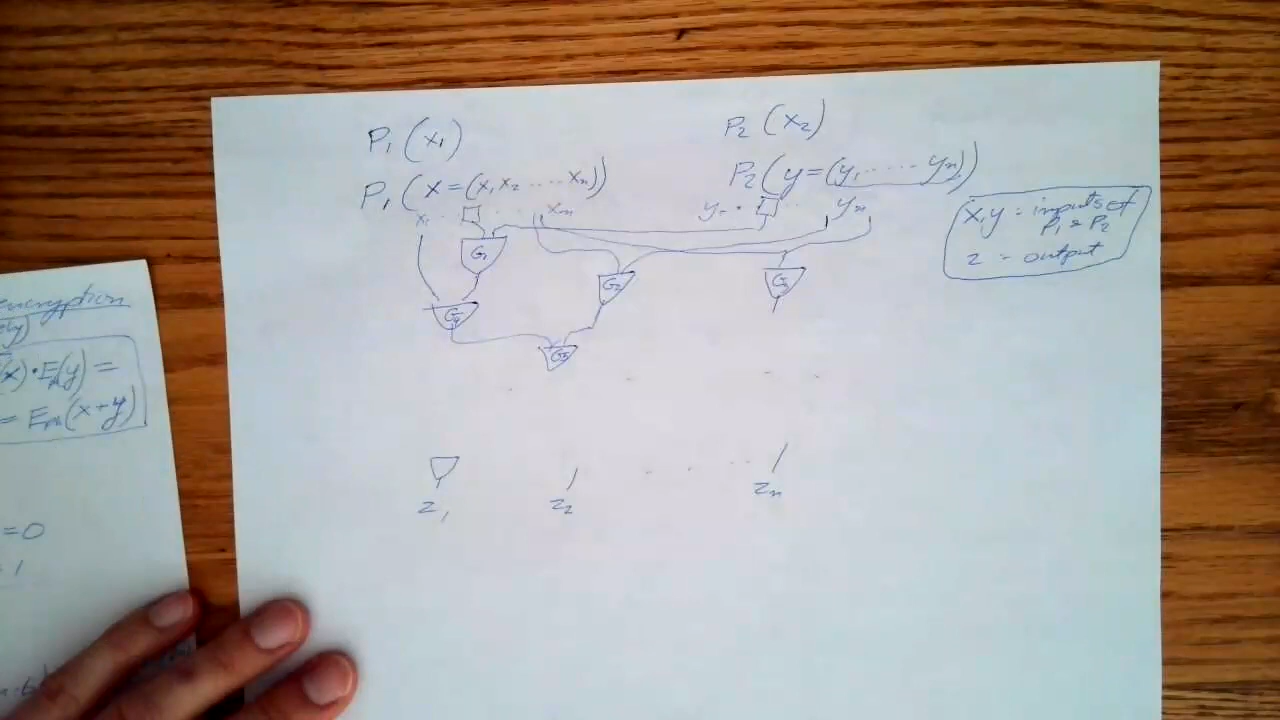 P₁ (x₁)
P₂ (x₂)
P₁ (x = (x₁ x₂ .... xₙ))
P₂ (y = (y₁, .... yₙ))
x₁ ..
xₙ
y₁ .
yₙ
x,y = inputs of
P₁ & P₂
z = output
G₁
G₂
G₃
G₄
G₅
z₁
z₂
zₙ
encryption
(x) · E(y) =
= E (x+y)
= 0
= 1